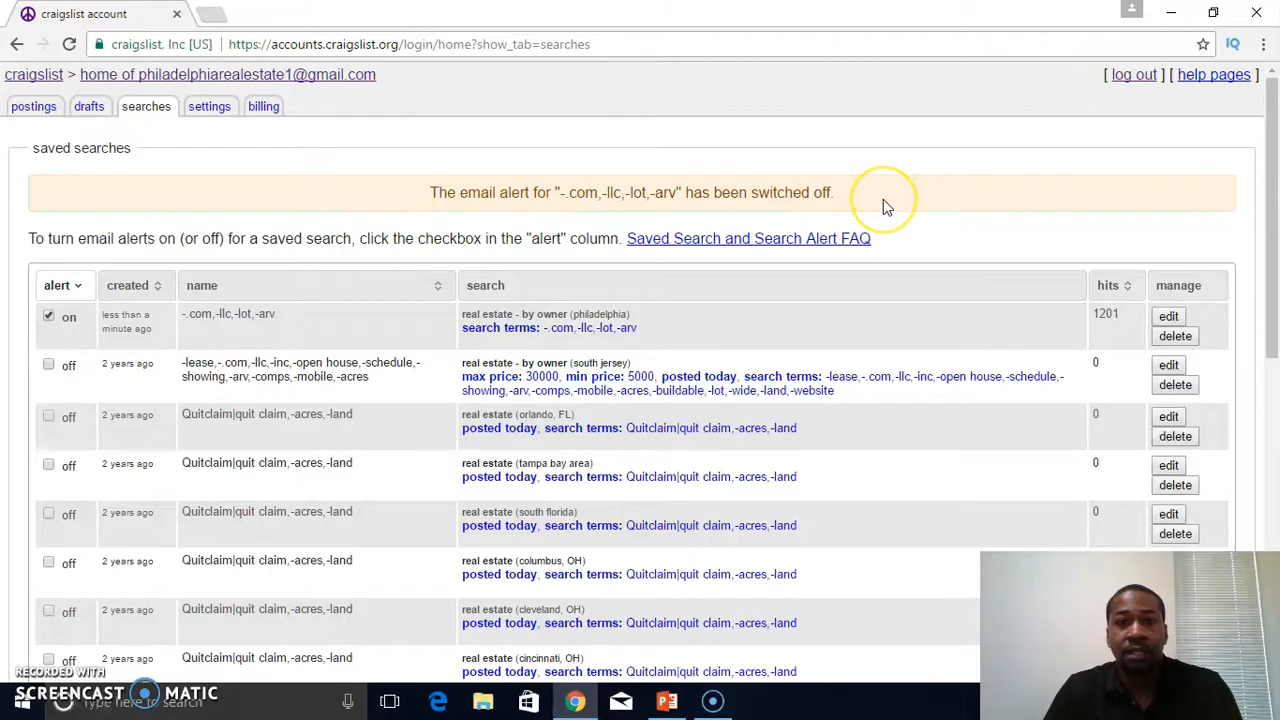 craigslist account
craigslist, Inc [US] https://accounts.craigslist.org/login/home?show_tab=searches
craigslist > home of philadelphiarealestate1@gmail.com [ log out ] [ help pages ]
postings drafts searches settings billing
saved searches
The email alert for "-.com,-llc,-lot,-arv" has been switched off.
To turn email alerts on (or off) for a saved search, click the checkbox in the "alert" column. Saved Search and Search Alert FAQ
alert created name search hits manage
on less than a minute ago -.com,-llc,-lot,-arv real estate - by owner (philadelphia) 1201 edit
search terms: -.com,-llc,-lot,-arv delete
off 2 years ago -lease,-.com,-llc,-inc,-open house,-schedule,-showing,-arv,-comps,-mobile,-acres real estate - by owner (south jersey) 0 edit
max price: 30000, min price: 5000, posted today, search terms: -lease,-.com,-llc,-inc,-open house,-schedule,-
showing,-arv,-comps,-mobile,-acres,-buildable,-lot,-wide,-land,-website delete
off 2 years ago Quitclaim|quit claim,-acres,-land real estate (orlando, FL) 0 edit
posted today, search terms: Quitclaim|quit claim,-acres,-land delete
off 2 years ago Quitclaim|quit claim,-acres,-land real estate (tampa bay area) 0 edit
posted today, search terms: Quitclaim|quit claim,-acres,-land delete
off 2 years ago Quitclaim|quit claim,-acres,-land real estate (south florida) 0 edit
posted today, search terms: Quitclaim|quit claim,-acres,-land delete
off 2 years ago Quitclaim|quit claim,-acres,-land real estate (columbus, OH)
posted today, search terms: Quitclaim|quit claim,-acres,-land
off 2 years ago Quitclaim|quit claim,-acres,-land real estate (cleveland, OH)
posted today, search terms: Quitclaim|quit claim,-acres,-land
off 2 years ago Quitclaim|quit claim,-acres,-land real estate (cincinnati, OH)
posted today, search terms: Quitclaim|quit claim,-acres,-land
RECORDED WITH
SCREENCAST MATIC
type here to search